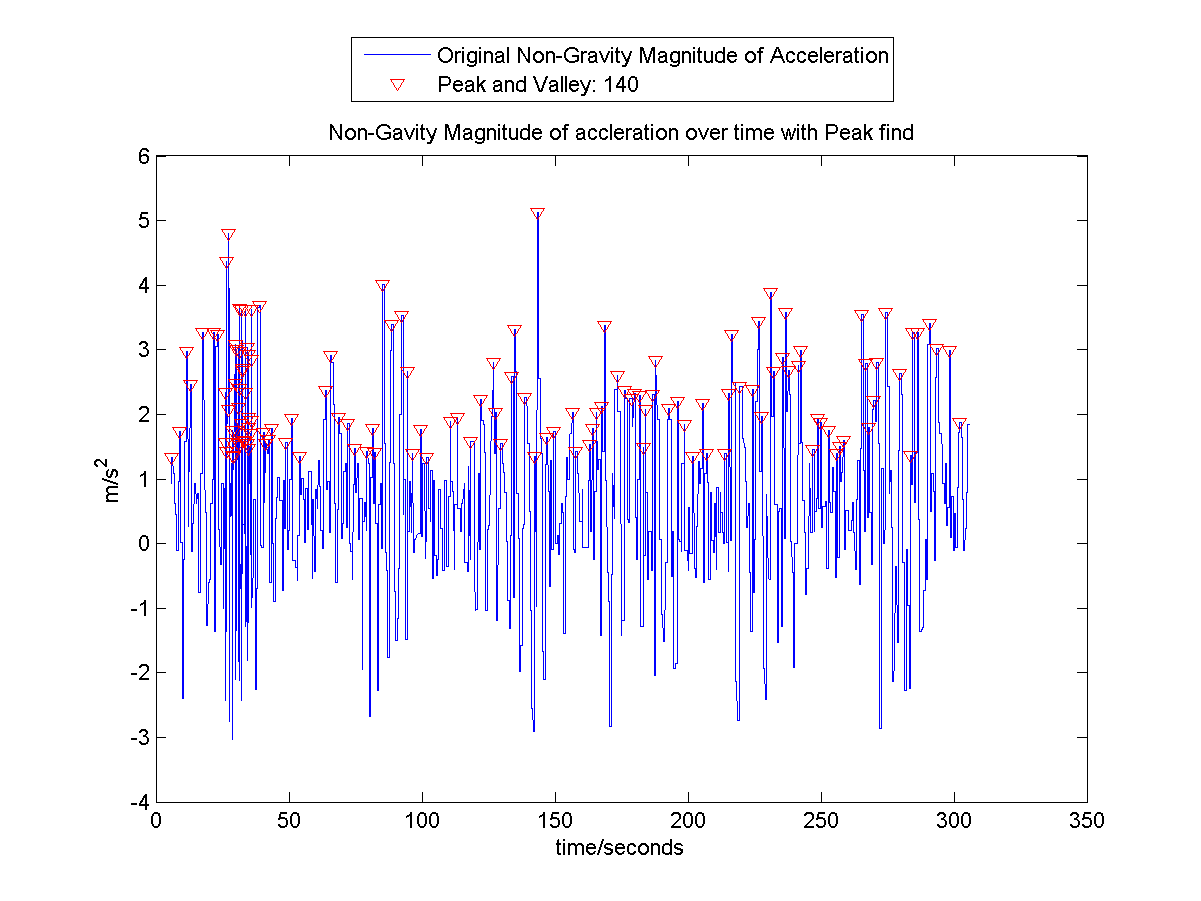 Original Non-Gravity Magnitude of Acceleration
Peak and Valley: 140
Non-Gavity Magnitude of accleration over time with Peak find
6
5
4
3
2
1
0
-1
-2
-3
-4
m/s²
0 50 100 150 200 250 300 350
time/seconds